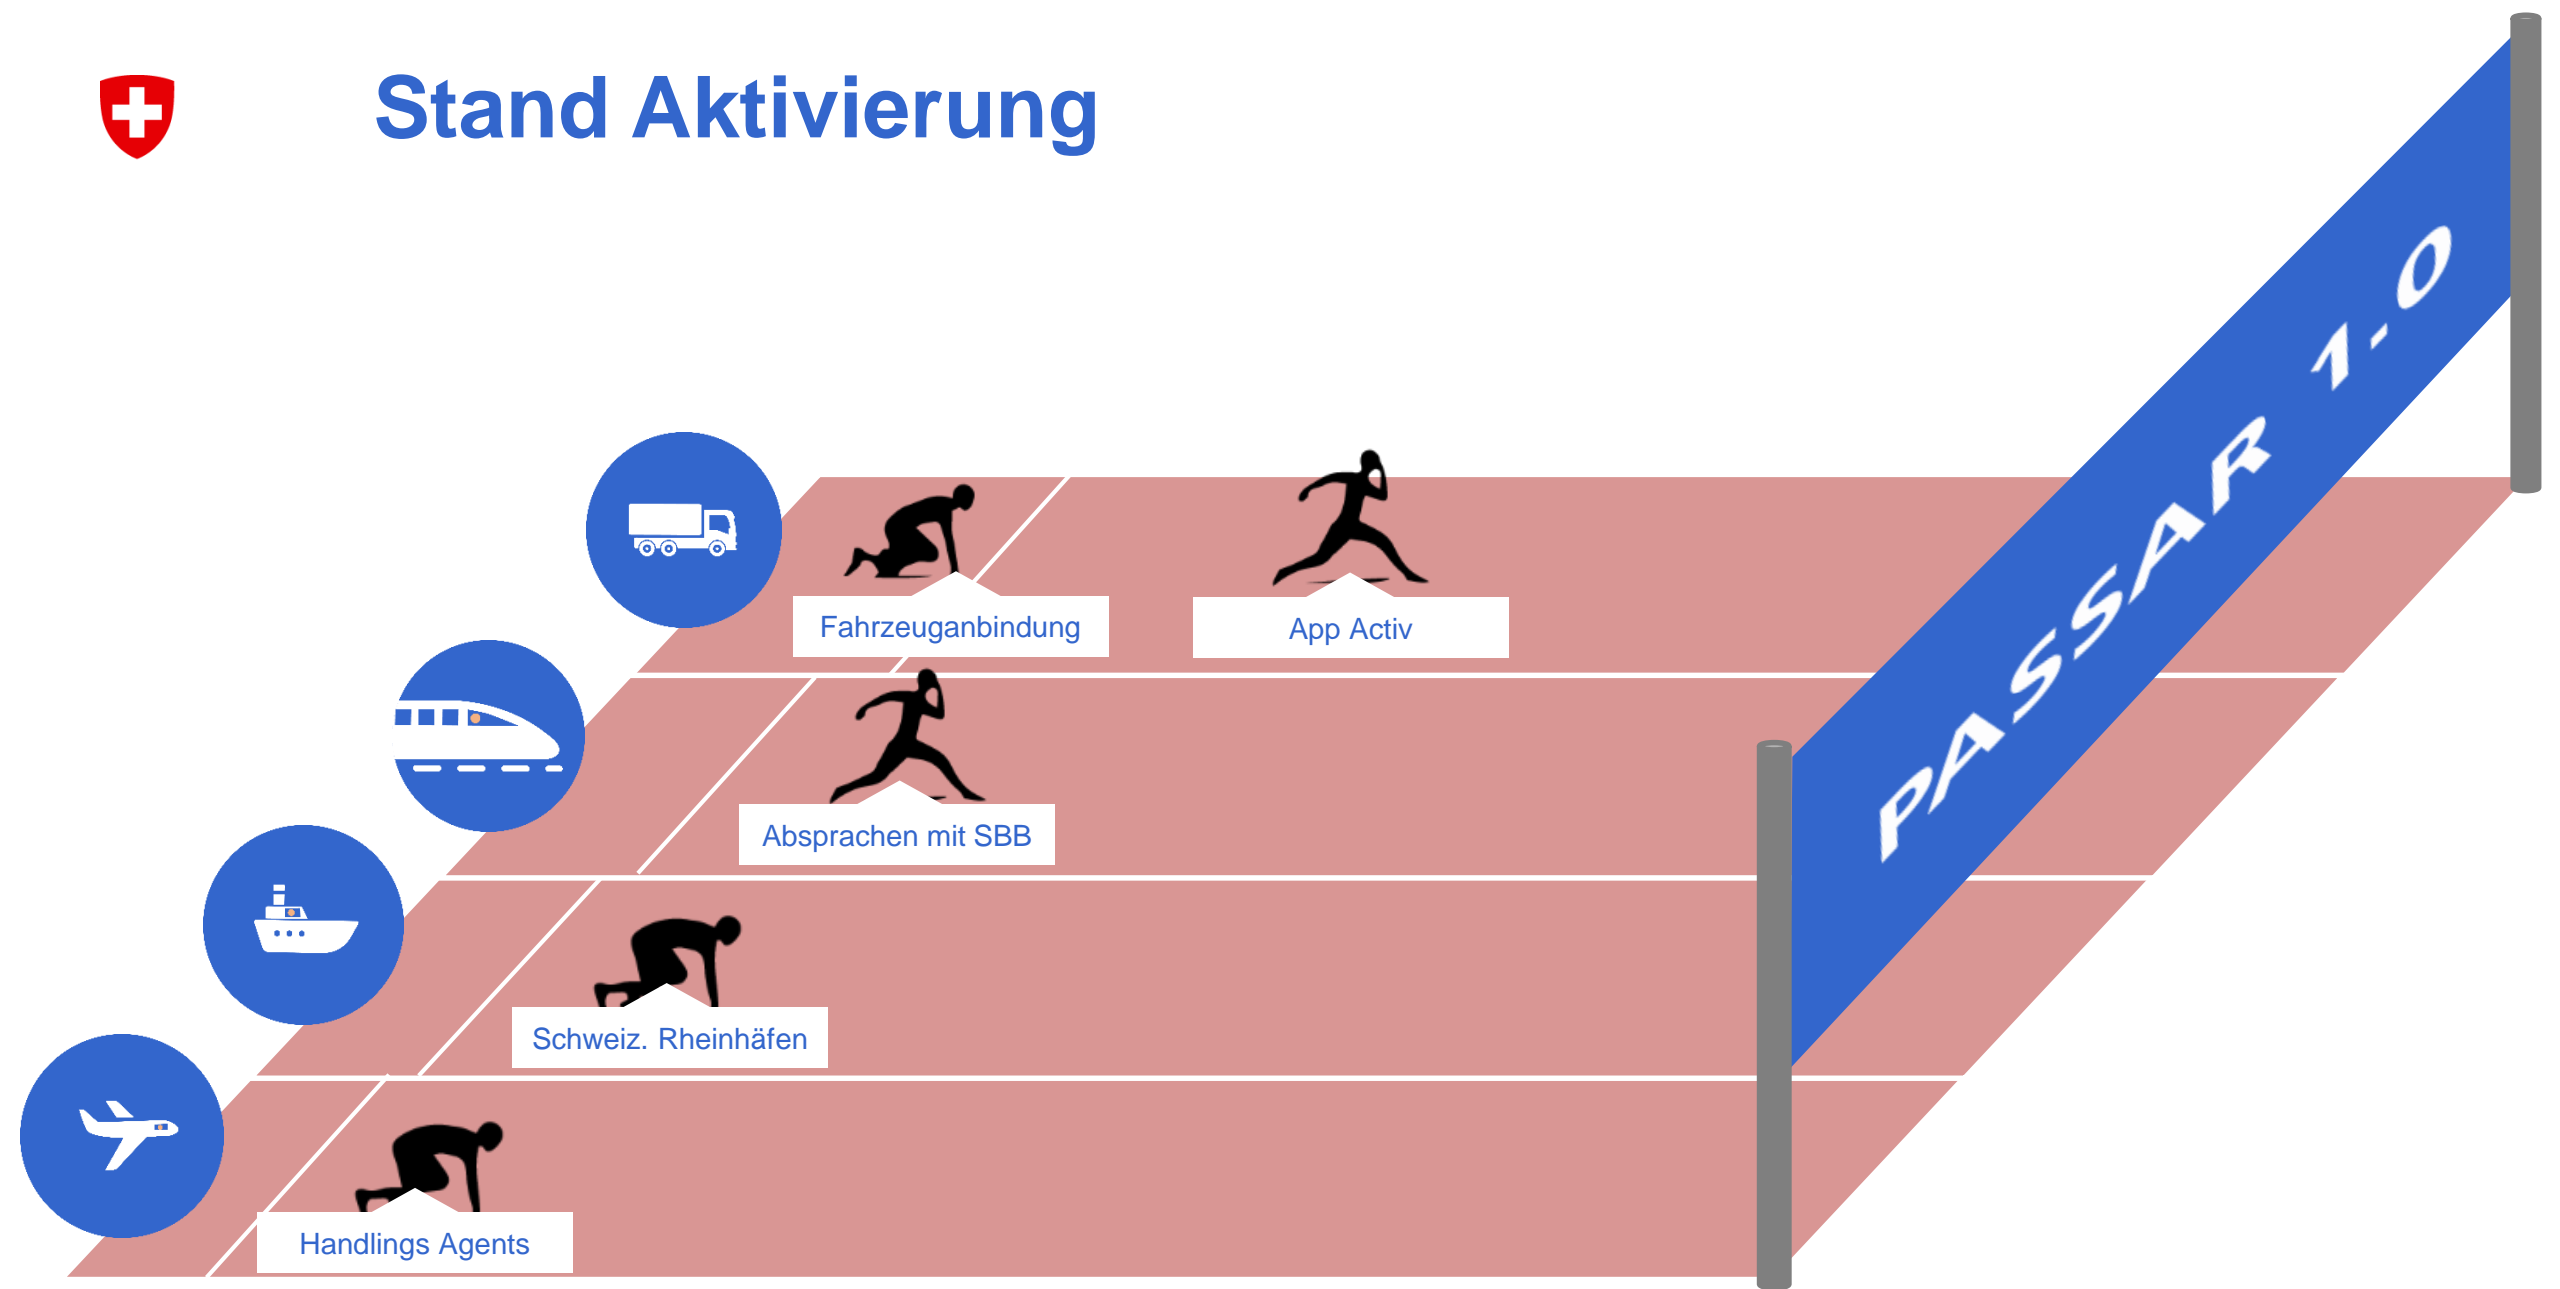 Stand Aktivierung
PASSAR 1.0
Fahrzeuganbindung
App Activ
Absprachen mit SBB
Schweiz. Rheinhäfen
Handlings Agents